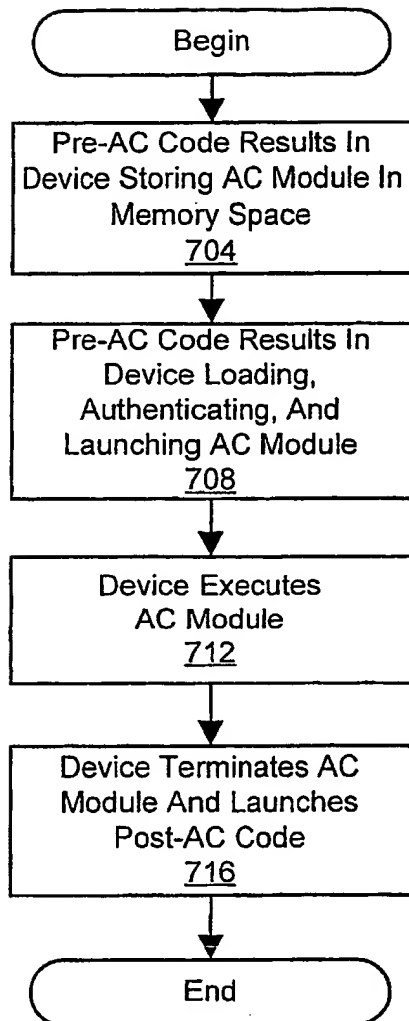 Begin
Pre-AC Code Results In
Device Storing AC Module In
Memory Space
704
Pre-AC Code Results In
Device Loading,
Authenticating, And
Launching AC Module
708
Device Executes
AC Module
712
Device Terminates AC
Module And Launches
Post-AC Code
716
End